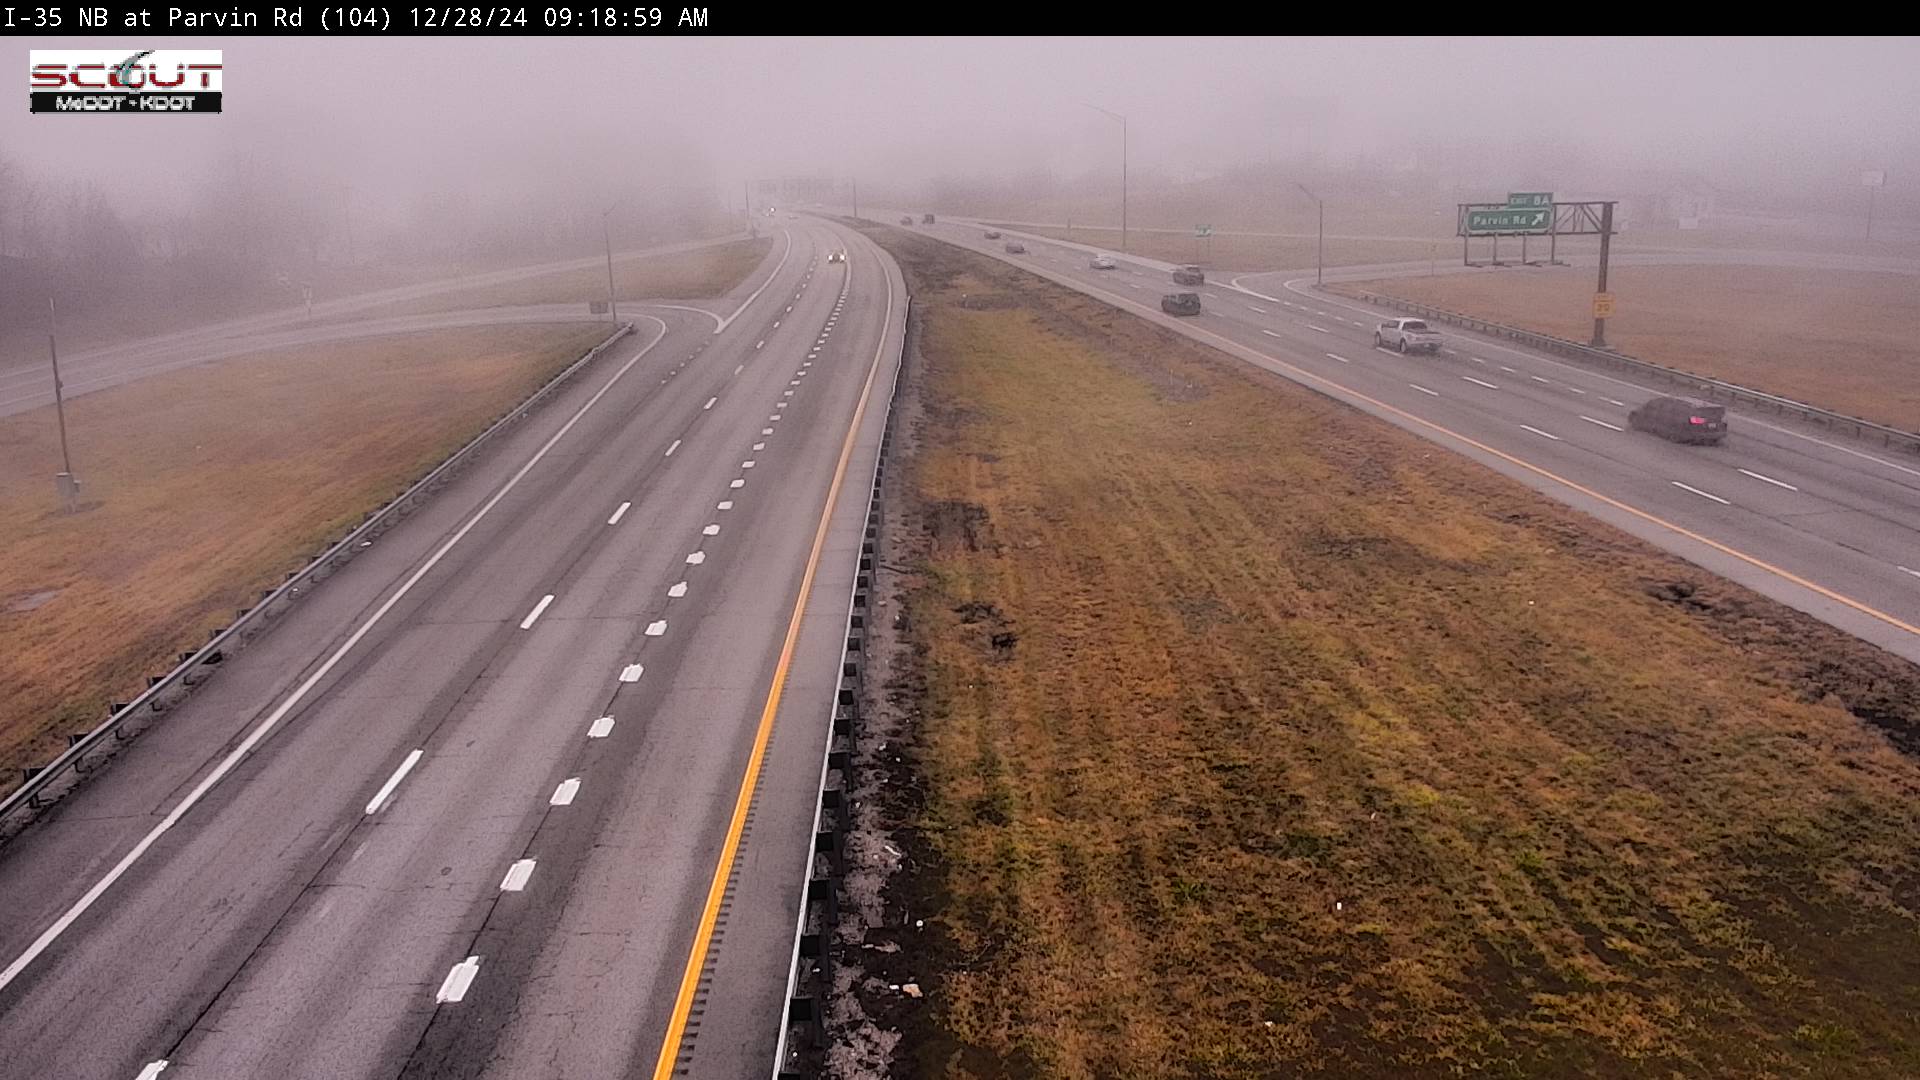 I-35 NB at Parvin Rd (104) 12/28/24 09:18:59 AM
SCOUT
MoDOT - KDOT
EXIT 8A
Parvin Rd